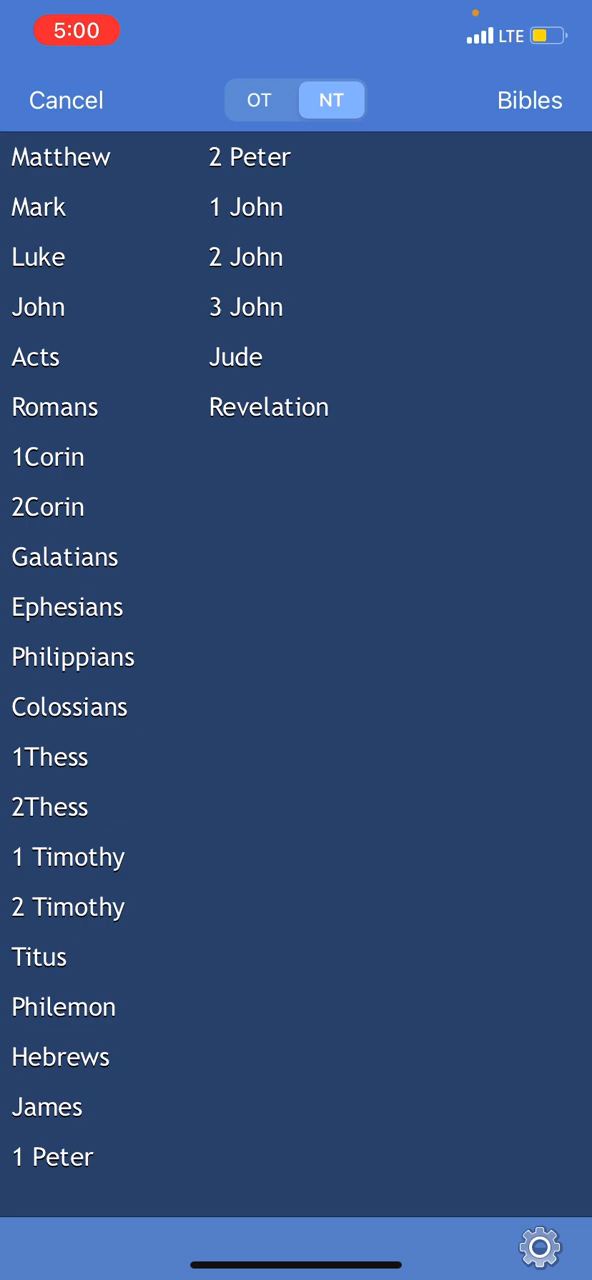 5:00
LTE
Cancel
OT
NT
Bibles
Matthew
Mark
Luke
John
Acts
Romans
1Corin
2Corin
Galatians
Ephesians
Philippians
Colossians
1Thess
2Thess
1 Timothy
2 Timothy
Titus
Philemon
Hebrews
James
1 Peter
2 Peter
1 John
2 John
3 John
Jude
Revelation